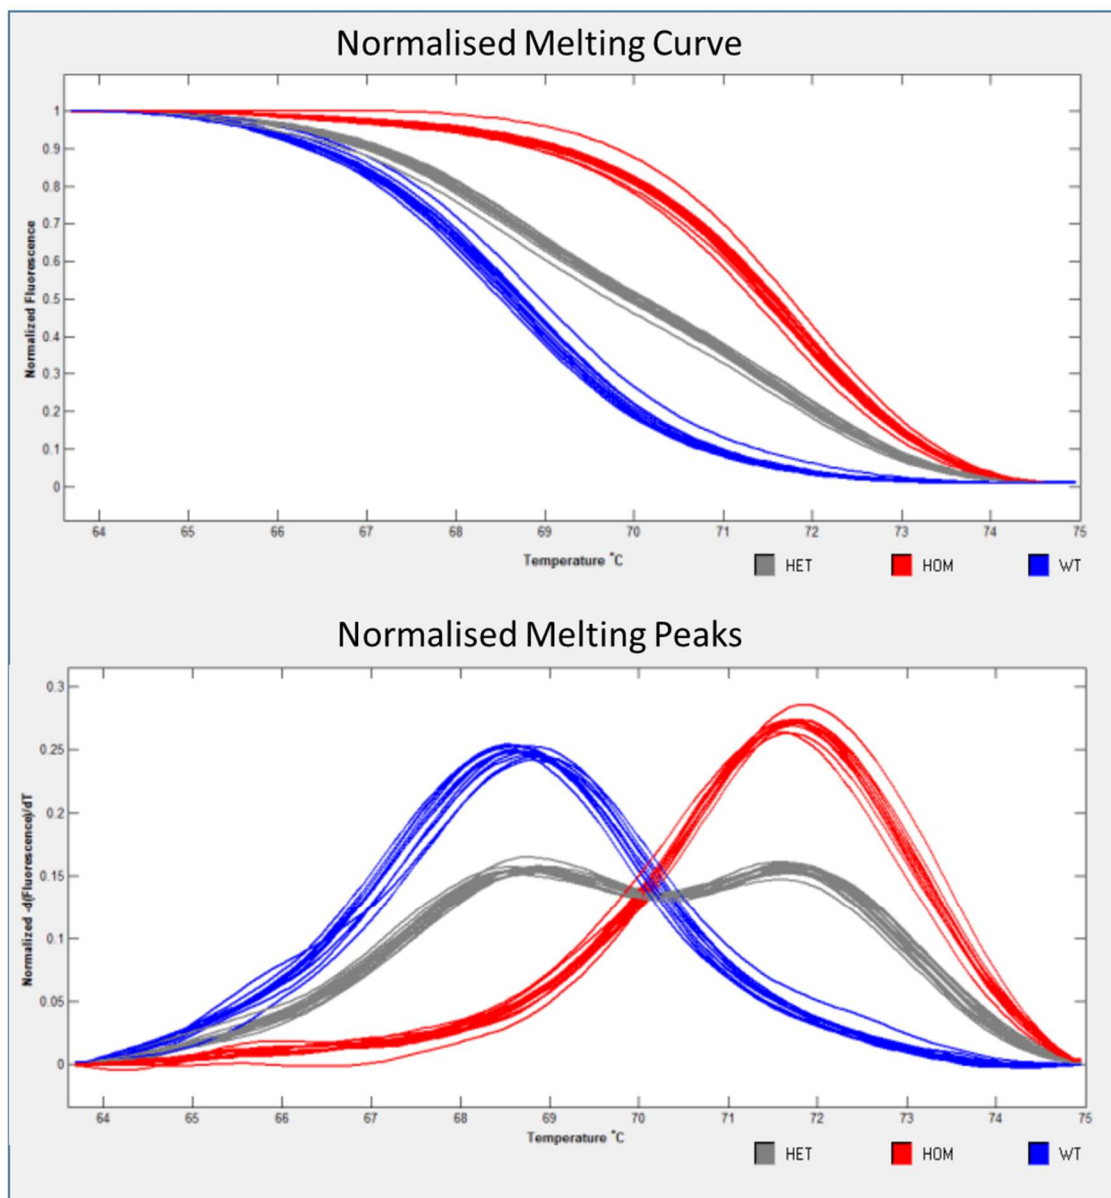 Normalised Melting Curve
Normalized Fluorescence
1
0.9
0.8
0.7
0.6
0.5
0.4
0.3
0.2
0.1
0
64 65 66 67 68 69 70 71 72 73 74 75
Temperature °C
HET HOM WT
Normalised Melting Peaks
Normalized -d(Fluorescence)/dT
0.3
0.25
0.2
0.15
0.1
0.05
0
64 65 66 67 68 69 70 71 72 73 74 75
Temperature °C
HET HOM WT